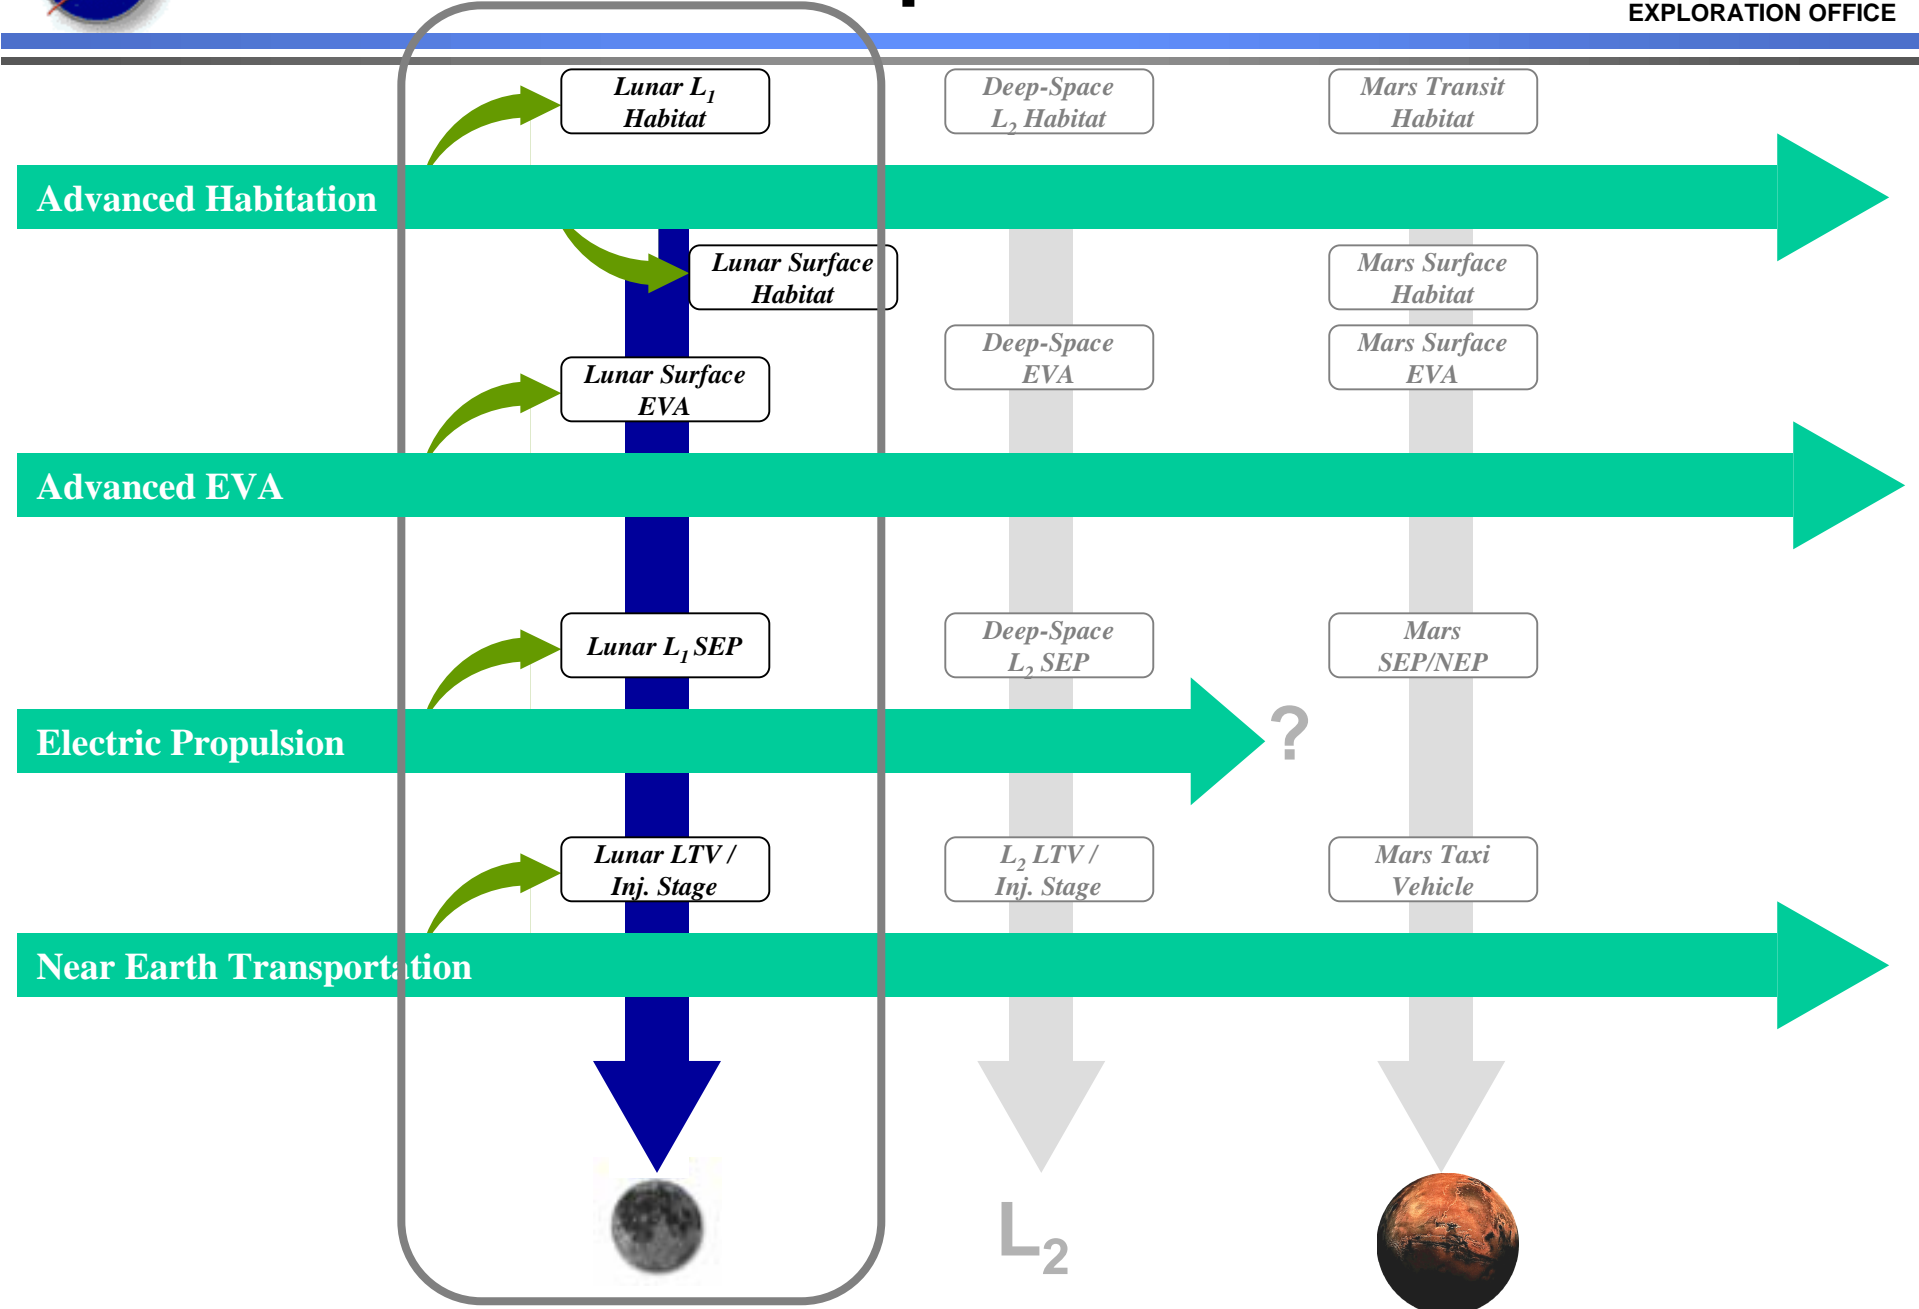 EXPLORATION OFFICE
Lunar L1
Habitat
Deep-Space
L2 Habitat
Mars Transit
Habitat
Advanced Habitation
Lunar Surface
Habitat
Mars Surface
Habitat
Deep-Space
EVA
Mars Surface
EVA
Lunar Surface
EVA
Advanced EVA
Lunar L1 SEP
Deep-Space
L2 SEP
Mars
SEP/NEP
Electric Propulsion
?
Lunar LTV /
Inj. Stage
L2 LTV /
Inj. Stage
Mars Taxi
Vehicle
Near Earth Transportation
L2